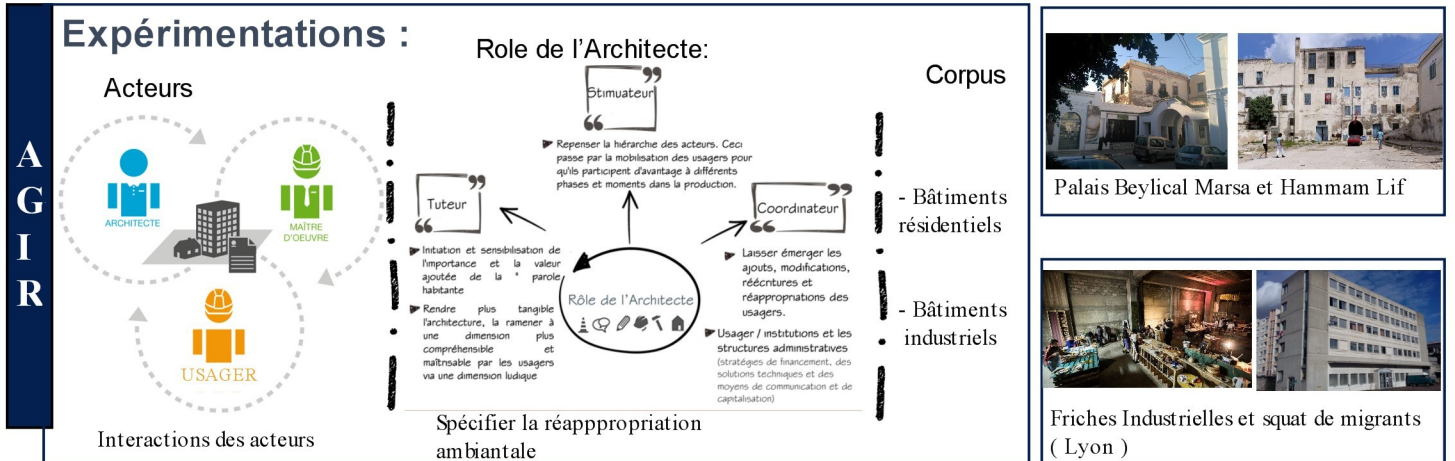 A
G
I
R
Expérimentations :
Acteurs
ARCHITECTE
MAÎTRE
D'OEUVRE
USAGER
Interactions des acteurs
Role de l'Architecte:
Stimuateur
Repenser la hiérarchie des acteurs. Ceci
passe par la mobilisation des usagers pour
qu'ils participent d'avantage à différents
phases et moments dans la production.
Tuteur
Initiation et sensibilisation de
l'importance et la valeur
ajoutée de la " parole
habitante
Rendre plus tangible
l'architecture, la ramener à
une dimension plus
compréhensible et
maîtrisable par les usagers
via une dimension ludique
Rôle de l'Architecte
Coordinateur
Laisser émerger les
ajouts, modifications,
réécritures et
réappropriations des
usagers.
Usager / institutions et les
structures administratives
(stratégies de financement, des
solutions techniques et des
moyens de communication et de
capitalisation)
Spécifier la réapppropriation
ambiantale
Corpus
- Bâtiments
résidentiels
- Bâtiments
industriels
Palais Beylical Marsa et Hammam Lif
Friches Industrielles et squat de migrants
( Lyon )